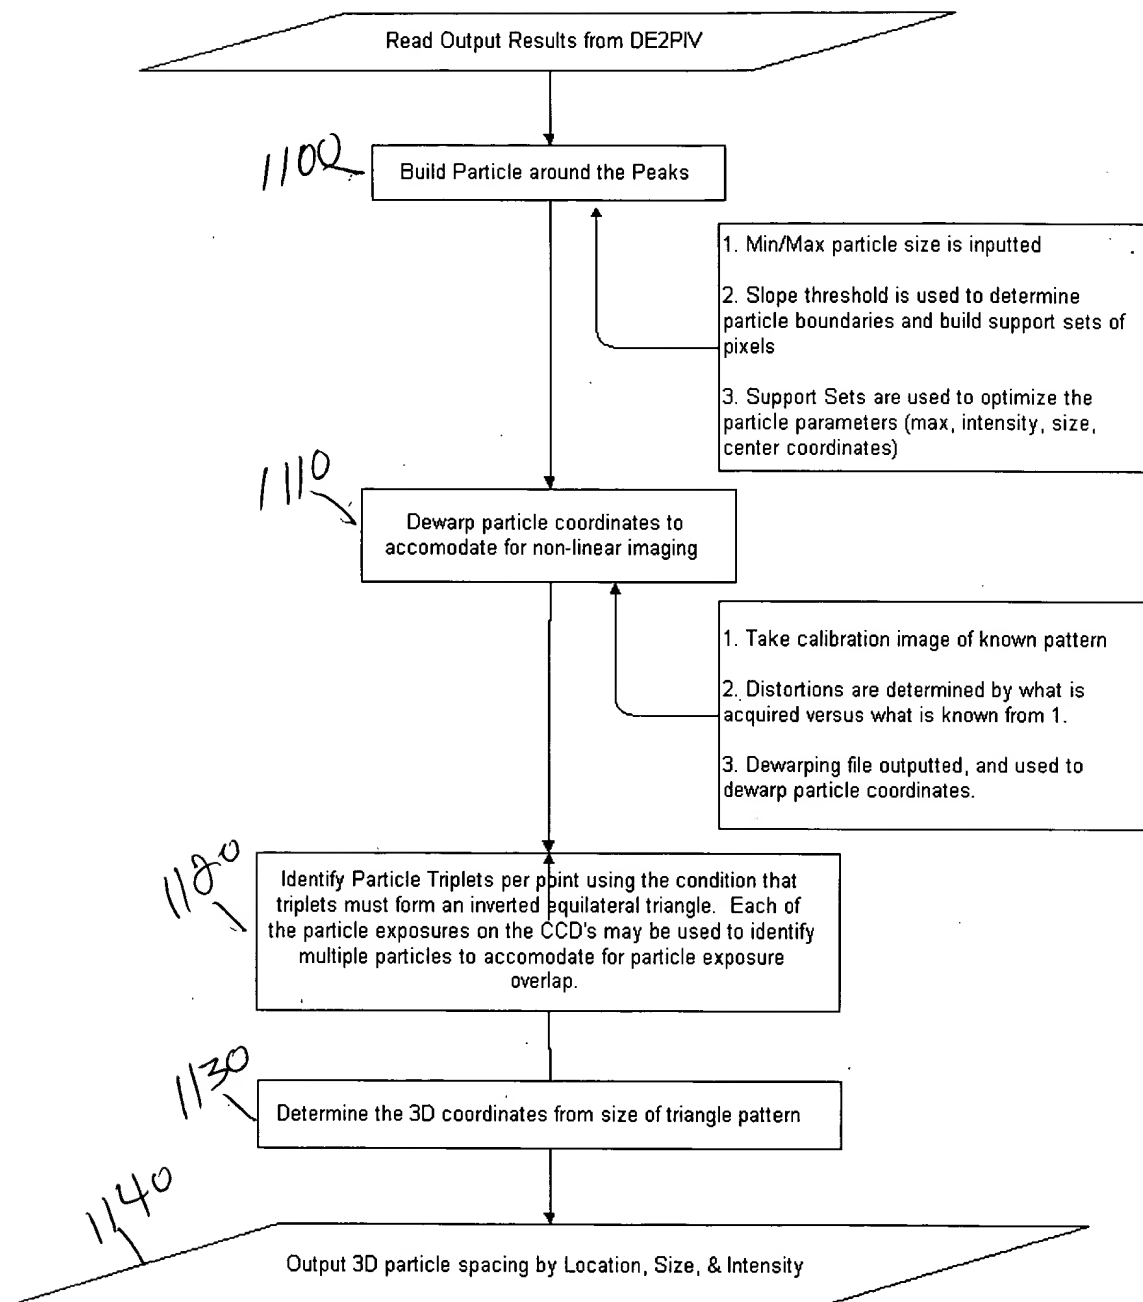 Read Output Results from DE2PIV
1100
Build Particle around the Peaks
1. Min/Max particle size is inputted
2. Slope threshold is used to determine
particle boundaries and build support sets of
pixels
3. Support Sets are used to optimize the
particle parameters (max, intensity, size,
center coordinates)
1110
Dewarp particle coordinates to
accomodate for non-linear imaging
1. Take calibration image of known pattern
2. Distortions are determined by what is
acquired versus what is known from 1.
3. Dewarping file outputted, and used to
dewarp particle coordinates.
1120
Identify Particle Triplets per point using the condition that
triplets must form an inverted equilateral triangle. Each of
the particle exposures on the CCD's may be used to identify
multiple particles to accomodate for particle exposure
overlap.
1130
Determine the 3D coordinates from size of triangle pattern
1140
Output 3D particle spacing by Location, Size, & Intensity